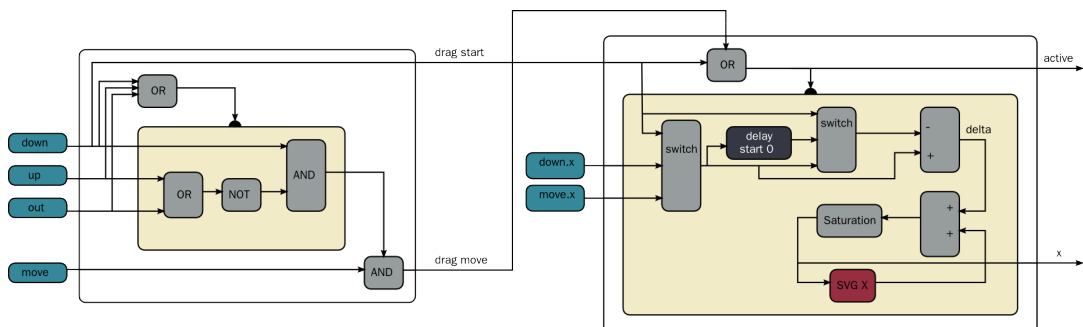 drag start
active
OR
OR
down
up
out
move
OR
NOT
AND
AND
drag move
down.x
move.x
switch
delay
start 0
switch
-
+
delta
Saturation
+
+
SVG X
x